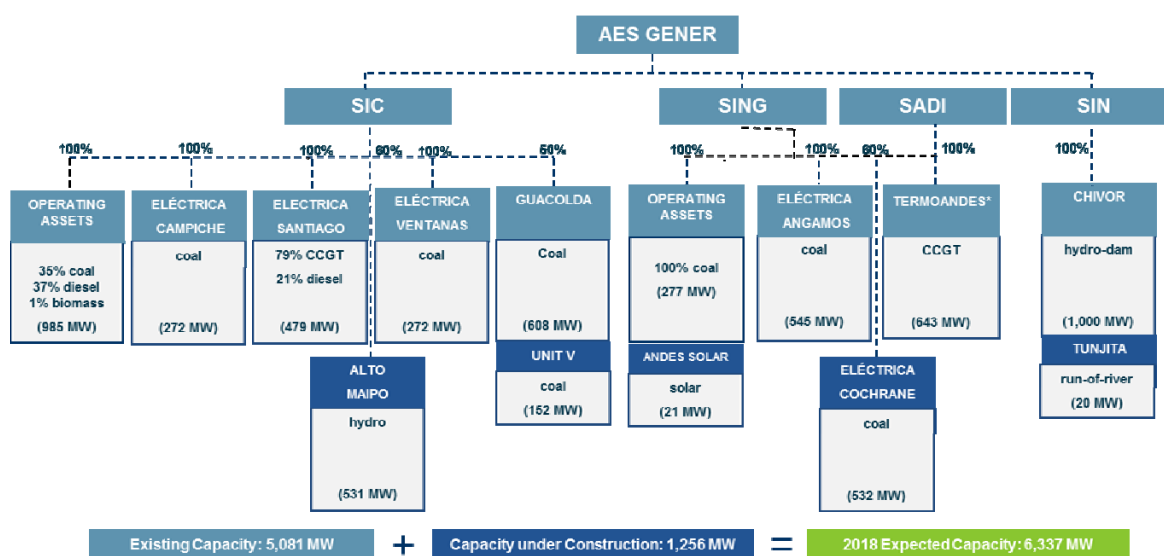 AES GENER
SIC
SING
SADI
SIN
100%
100%
100%
60%
100%
50%
100%
100%
60%
100%
100%
OPERATING
ASSETS
35% coal
37% diesel
1% biomass
(985 MW)
ELÉCTRICA
CAMPICHE
coal
(272 MW)
ELECTRICA
SANTIAGO
79% CCGT
21% diesel
(479 MW)
ELÉCTRICA
VENTANAS
coal
(272 MW)
GUACOLDA
Coal
(608 MW)
UNIT V
coal
(152 MW)
OPERATING
ASSETS
100% coal
(277 MW)
ANDES SOLAR
solar
(21 MW)
ELÉCTRICA
ANGAMOS
coal
(545 MW)
TERMOANDES*
CCGT
(643 MW)
CHIVOR
hydro-dam
(1,000 MW)
TUNJITA
run-of-river
(20 MW)
ALTO
MAIPO
hydro
(531 MW)
ELÉCTRICA
COCHRANE
coal
(532 MW)
Existing Capacity: 5,081 MW + Capacity under Construction: 1,256 MW = 2018 Expected Capacity: 6,337 MW